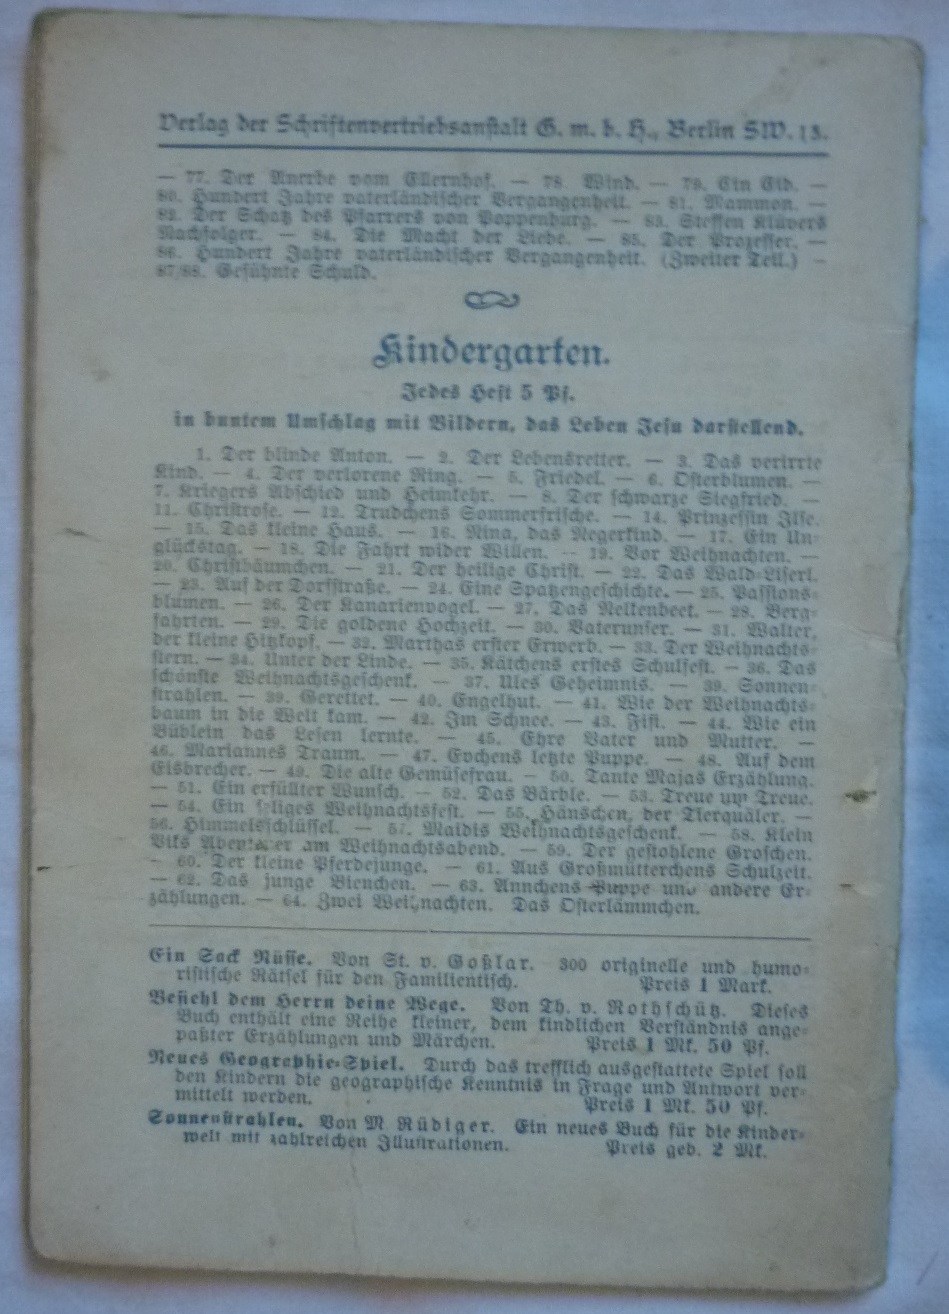 Verlag der Schriftenvertriebsanstalt G. m. b. H., Berlin SW. 13.
— 77. Der Anerbe vom Ellernhof. — 78. Wind. — 79. Ein Eid. —
80. Hundert Jahre vaterländischer Vergangenheit. — 81. Mammon. —
82. Der Schatz des Pfarrers von Poppenburg. — 83. Steffen Klüvers
Nachfolger. — 84. Die Macht der Liebe. — 85. Der Prozesser. —
86. Hundert Jahre vaterländischer Vergangenheit. (Zweiter Teil.) —
87/88. Gesühnte Schuld.
Kindergarten.
Jedes Heft 5 Pf.
in buntem Umschlag mit Bildern, das Leben Jesu darstellend.
1. Der blinde Anton. — 2. Der Lebensretter. — 3. Das verirrte
Kind. — 4. Der verlorene Ring. — 5. Friedel. — 6. Osterblumen. —
7. Kriegers Abschied und Heimkehr. — 8. Der schwarze Siegfried. —
11. Christrose. — 12. Trudchens Sommerfrische. — 14. Prinzessin Ilse.
— 15. Das kleine Haus. — 16. Nina, das Negerkind. — 17. Ein Un-
glückstag. — 18. Die Fahrt wider Willen. — 19. Vor Weihnachten. —
20. Christbäumchen. — 21. Der heilige Christ. — 22. Das Wald-Liserl.
— 23. Auf der Dorfstraße. — 24. Eine Spatzengeschichte. — 25. Passions-
blumen. — 26. Der Kanarienvogel. — 27. Das Nelkenbeet. — 28. Berg-
fahrten. — 29. Die goldene Hochzeit. — 30. Vaterunser. — 31. Walter,
der kleine Hitzkopf. — 32. Marthas erster Erwerb. — 33. Der Weihnachts-
stern. — 34. Unter der Linde. — 35. Kätchens erstes Schulfest. — 36. Das
schönste Weihnachtsgeschenk. — 37. Ules Geheimnis. — 39. Sonnen-
strahlen. — 39. Gerettet. — 40. Engelhut. — 41. Wie der Weihnachts-
baum in die Welt kam. — 42. Im Schnee. — 43. Fifi. — 44. Wie ein
Büblein das Lesen lernte. — 45. Ehre Vater und Mutter. —
46. Mariannes Traum. — 47. Evchens letzte Puppe. — 48. Auf dem
Eisbrecher. — 49. Die alte Gemüsefrau. — 50. Tante Majas Erzählung.
— 51. Ein erfüllter Wunsch. — 52. Das Bärble. — 53. Treue um Treue.
— 54. Ein seliges Weihnachtsfest. — 55. Hänschen, der Tierquäler. —
56. Himmelsschlüssel. — 57. Maidis Weihnachtsgeschenk. — 58. Klein
Viks Abenteuer am Weihnachtsabend. — 59. Der gestohlene Groschen.
— 60. Der kleine Pferdejunge. — 61. Aus Großmütterchens Schulzeit.
— 62. Das junge Bienchen. — 63. Annchens Puppe und andere Er-
zählungen. — 64. Zwei Weihnachten. Das Osterlämmchen.
Ein Sack Nüsse. Von St. v. Goßlar. 300 originelle und humo-
ristische Rätsel für den Familientisch. Preis 1 Mark.
Befiehl dem Herrn deine Wege. Von Th. v. Rothschütz. Dieses
Buch enthält eine Reihe kleiner, dem kindlichen Verständnis ange-
paßter Erzählungen und Märchen. Preis 1 Mk. 50 Pf.
Neues Geographie-Spiel. Durch das trefflich ausgestattete Spiel soll
den Kindern die geographische Kenntnis in Frage und Antwort ver-
mittelt werden. Preis 1 Mk. 50 Pf.
Sonnenstrahlen. Von M. Rüdiger. Ein neues Buch für die Kinder-
welt mit zahlreichen Illustrationen. Preis geb. 2 Mk.